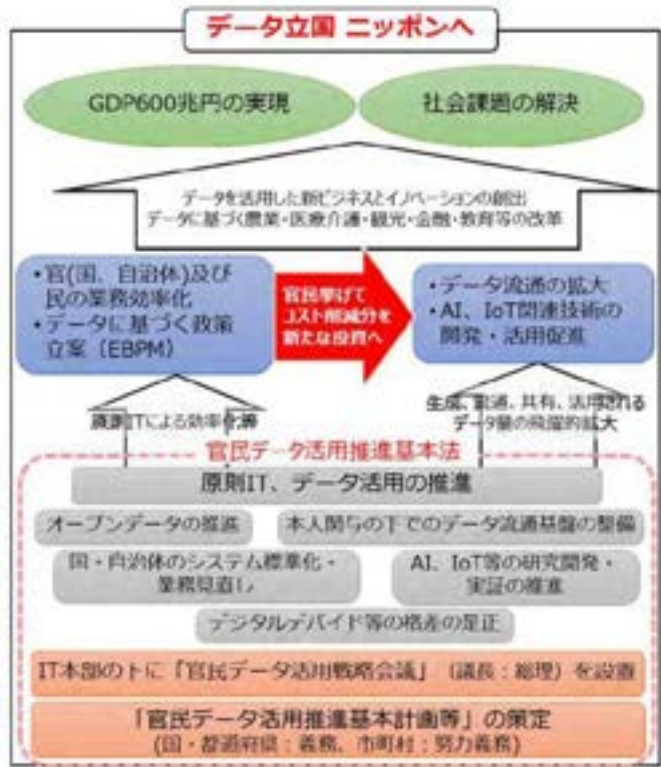 データ立国 ニッポンへ
GDP600兆円の実現
社会課題の解決
データを活用した新ビジネスとイノベーションの創出
データに基づく農業・医療介護・観光・金融・教育等の改革
・官(国、自治体)及び
民の業務効率化
・データに基づく政策
立案（EBPM）
官民挙げて
コスト削減分を
新たな投資へ
・データ流通の拡大
・AI、IoT関連技術の
開発・活用促進
原則ITによる効率化等
生成、流通、共有、活用される
データ量の飛躍的拡大
官民データ活用推進基本法
原則IT、データ活用の推進
オープンデータの推進
本人関与の下でのデータ流通基盤の整備
国・自治体のシステム標準化・
業務見直し
AI、IoT等の研究開発・
実証の推進
デジタルデバイド等の格差の是正
IT本部の下に「官民データ活用戦略会議」（議長：総理）を設置
「官民データ活用推進基本計画等」の策定
(国・都道府県：義務、市町村：努力義務)